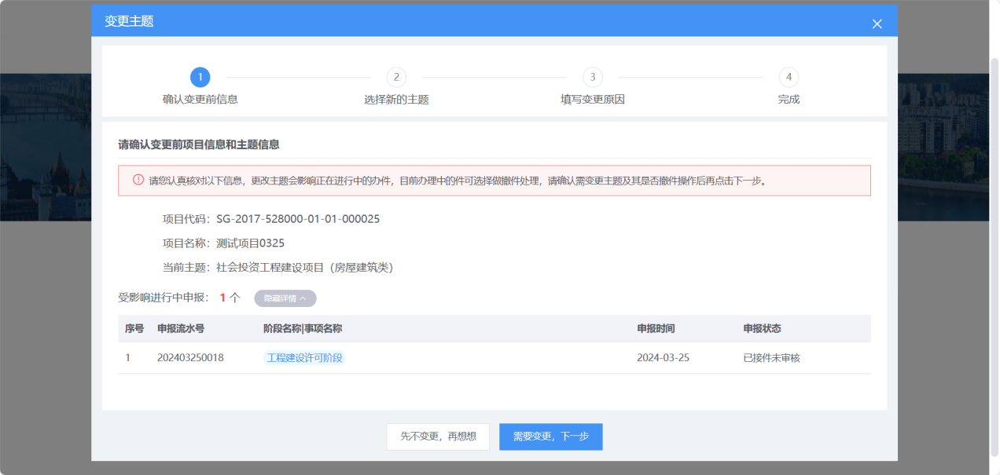 变更主题
1
2
3
4
确认变更前信息
选择新的主题
填写变更原因
完成
请确认变更前项目信息和主题信息
请您认真核对以下信息，更改主题会影响正在进行中的办件，目前办理中的件可选择做撤件处理，请确认需变更主题及其是否撤件操作后再点击下一步。
项目代码：SG-2017-528000-01-01-000025
项目名称：测试项目0325
当前主题：社会投资工程建设项目（房屋建筑类）
受影响进行中申报：1 个 隐藏详情
序号 申报流水号 阶段名称|事项名称 申报时间 申报状态
1 202403250018 工程建设许可阶段 2024-03-25 已接件未审核
先不变更，再想想 需要变更，下一步